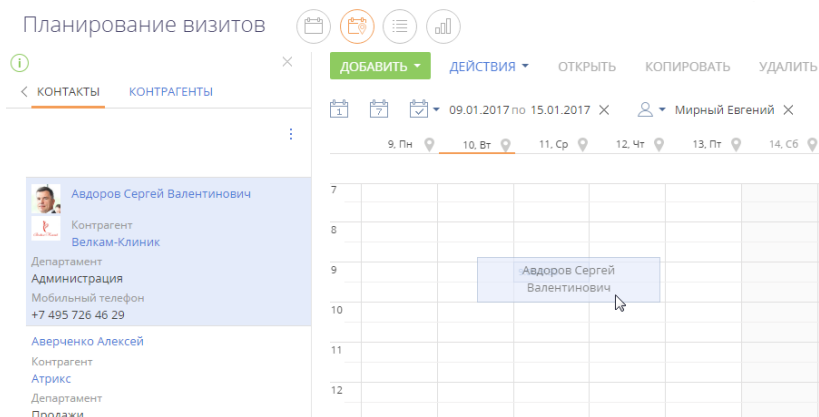 Планирование визитов
КОНТАКТЫ
КОНТРАГЕНТЫ
Авдоров Сергей Валентинович
Контрагент
Велкам-Клиник
Департамент
Администрация
Мобильный телефон
+7 495 726 46 29
Аверченко Алексей
Контрагент
Атрикс
Департамент
Продажи
ДОБАВИТЬ
ДЕЙСТВИЯ
ОТКРЫТЬ
КОПИРОВАТЬ
УДАЛИТЬ
1
7
09.01.2017 по 15.01.2017
Мирный Евгений
9, Пн
10, Вт
11, Ср
12, Чт
13, Пт
14, Сб
7
8
9
Авдоров Сергей
Валентинович
10
11
12